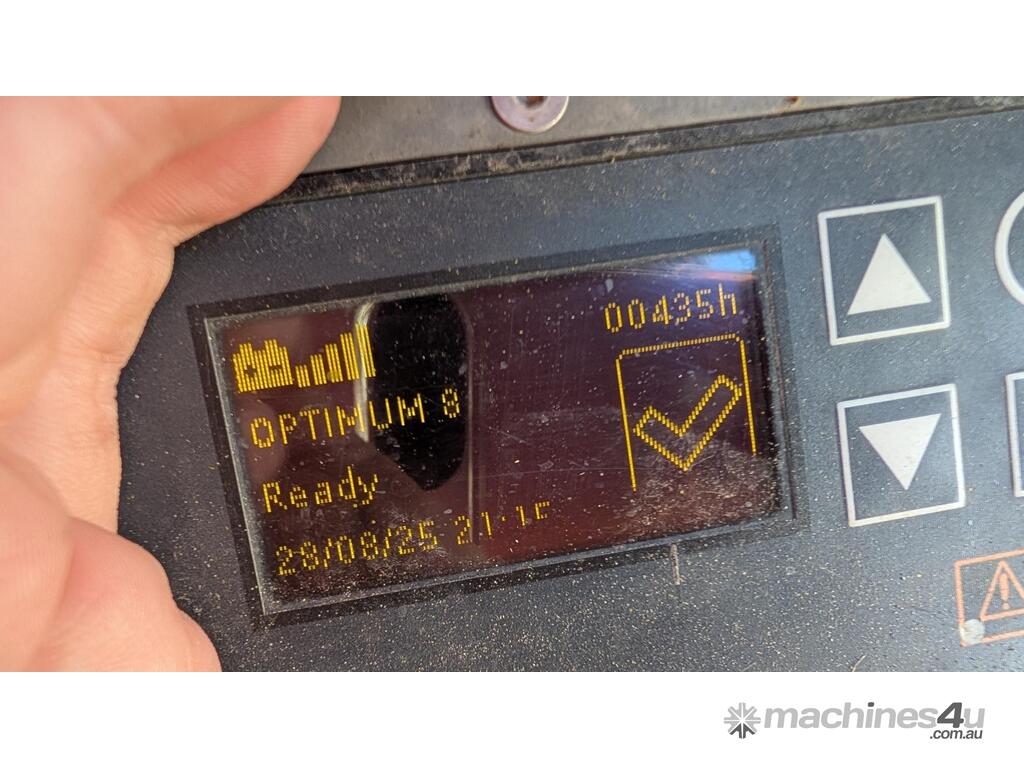 00435h
OPTIMUM 8
Ready
28/08/25
machines4u
.com.au